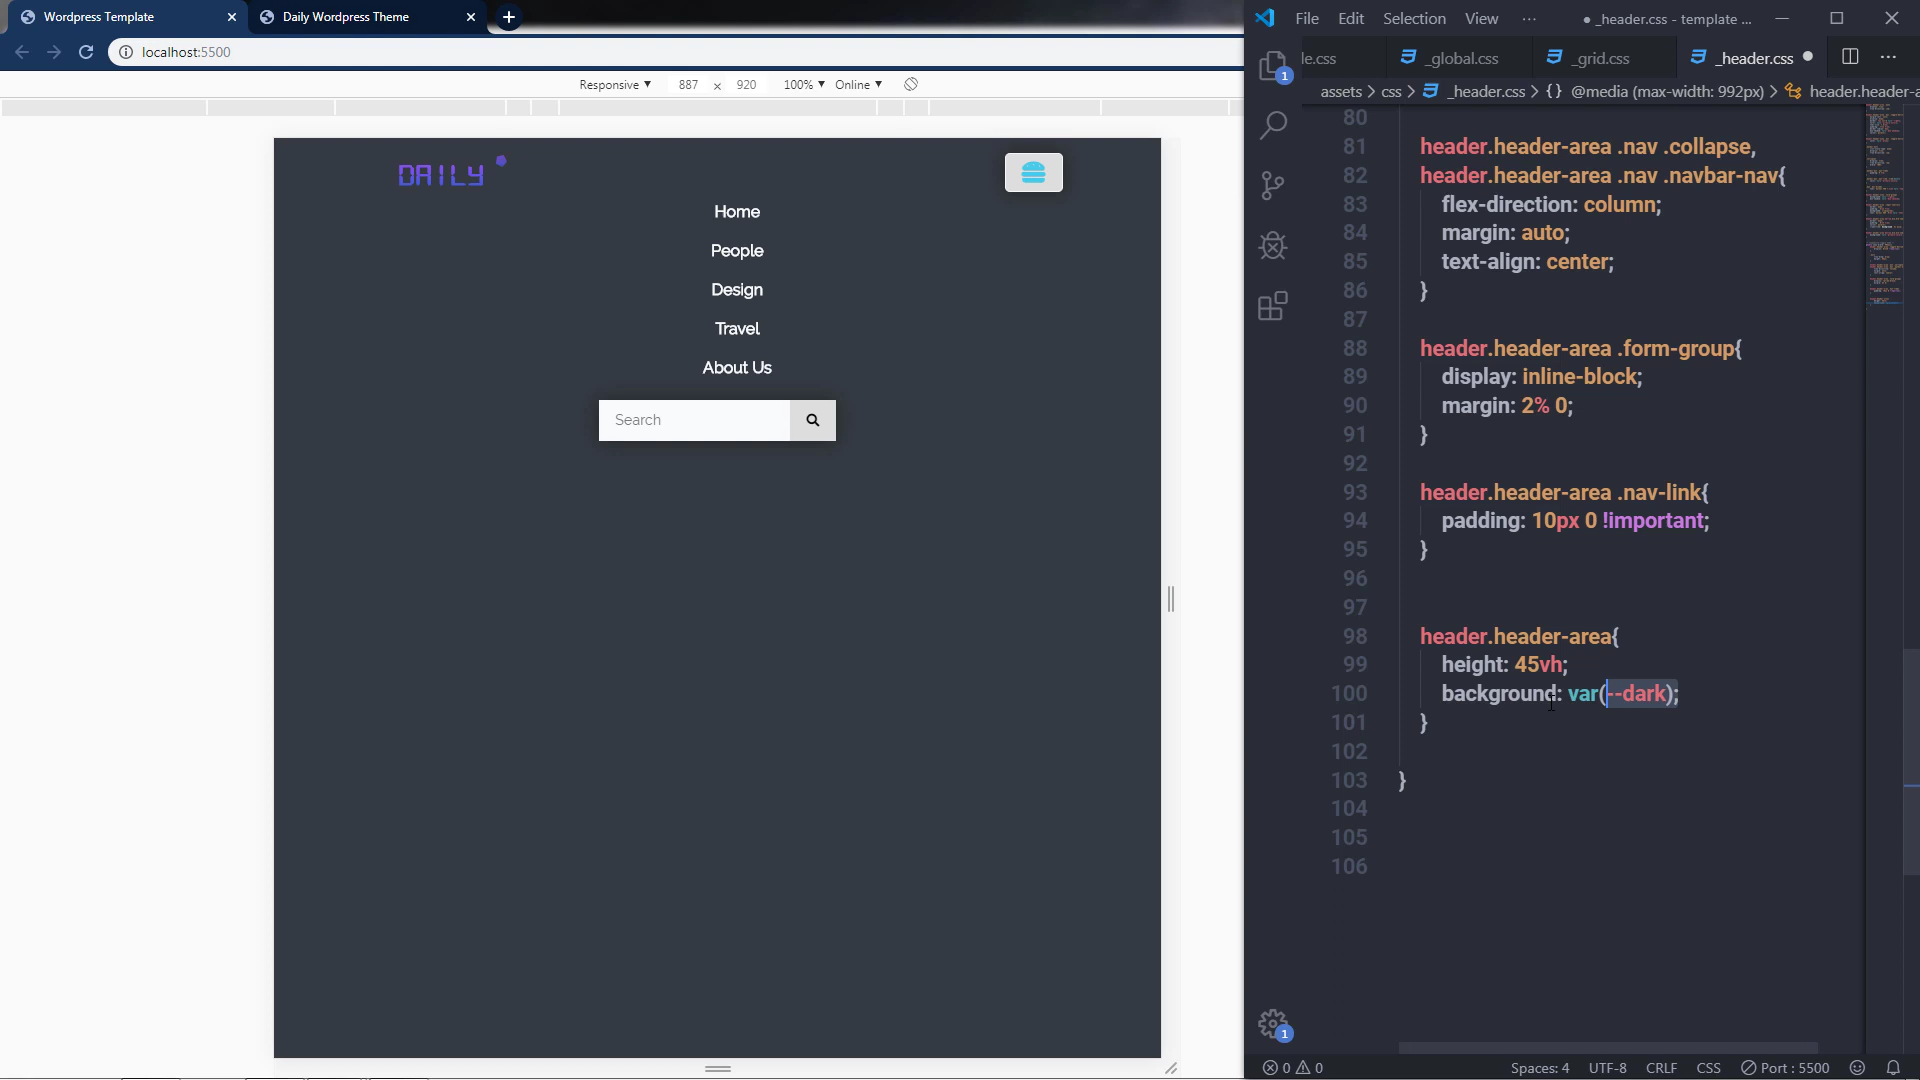 Wordpress Template
Daily Wordpress Theme
localhost:5500
Responsive 887 x 920 100% Online
DAILY
Home
People
Design
Travel
About Us
Search
File Edit Selection View ···
● _header.css - template ...
le.css _global.css _grid.css _header.css
assets > css > _header.css > {} @media (max-width: 992px) > header.header-a
80
81 header.header-area .nav .collapse,
82 header.header-area .nav .navbar-nav{
83 flex-direction: column;
84 margin: auto;
85 text-align: center;
86 }
87
88 header.header-area .form-group{
89 display: inline-block;
90 margin: 2% 0;
91 }
92
93 header.header-area .nav-link{
94 padding: 10px 0 !important;
95 }
96
97
98 header.header-area{
99 height: 45vh;
100 background: var(--dark);
101 }
102
103 }
104
105
106
1
1
0 0 Spaces: 4 UTF-8 CRLF CSS Port : 5500